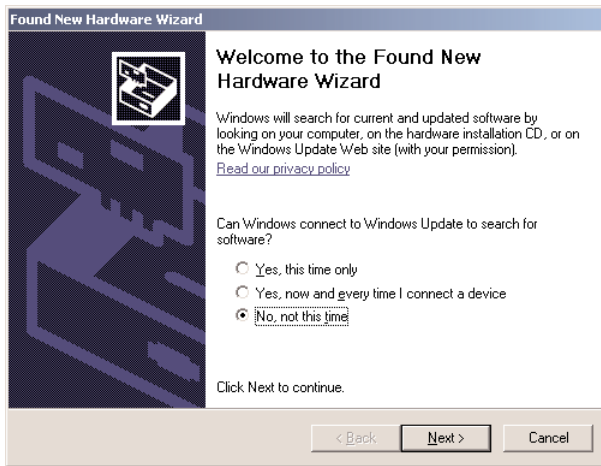 Found New Hardware Wizard
Welcome to the Found New
Hardware Wizard
Windows will search for current and updated software by
looking on your computer, on the hardware installation CD, or on
the Windows Update Web site (with your permission).
Read our privacy policy
Can Windows connect to Windows Update to search for
software?
Yes, this time only
Yes, now and every time I connect a device
No, not this time
Click Next to continue.
< Back
Next >
Cancel